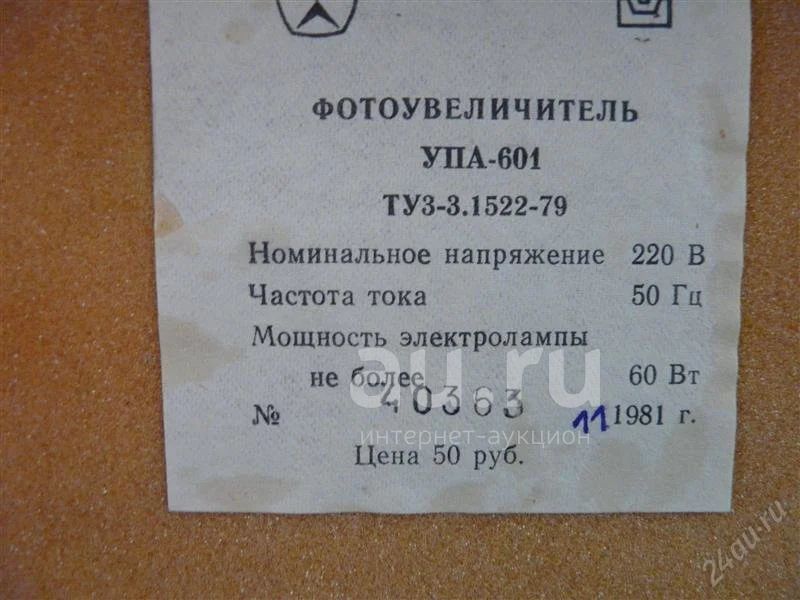 ФОТОУВЕЛИЧИТЕЛЬ
УПА-601
ТУ3-3.1522-79
Номинальное напряжение 220 В
Частота тока 50 Гц
Мощность электролампы
не более 60 Вт
№ 40363 11 1981 г.
Цена 50 руб.
au.ru
интернет-аукцион
24au.ru